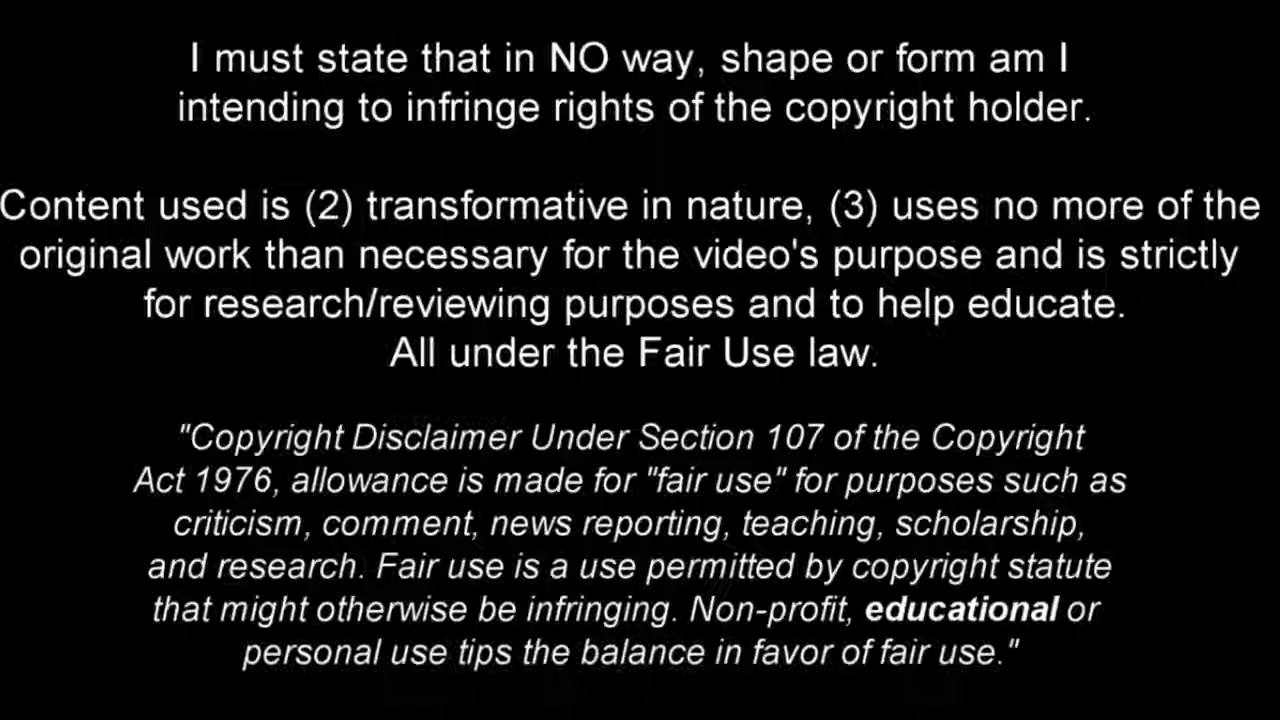 I must state that in NO way, shape or form am I
intending to infringe rights of the copyright holder.
Content used is (2) transformative in nature, (3) uses no more of the
original work than necessary for the video's purpose and is strictly
for research/reviewing purposes and to help educate.
All under the Fair Use law.
"Copyright Disclaimer Under Section 107 of the Copyright
Act 1976, allowance is made for "fair use" for purposes such as
criticism, comment, news reporting, teaching, scholarship,
and research. Fair use is a use permitted by copyright statute
that might otherwise be infringing. Non-profit, educational or
personal use tips the balance in favor of fair use."